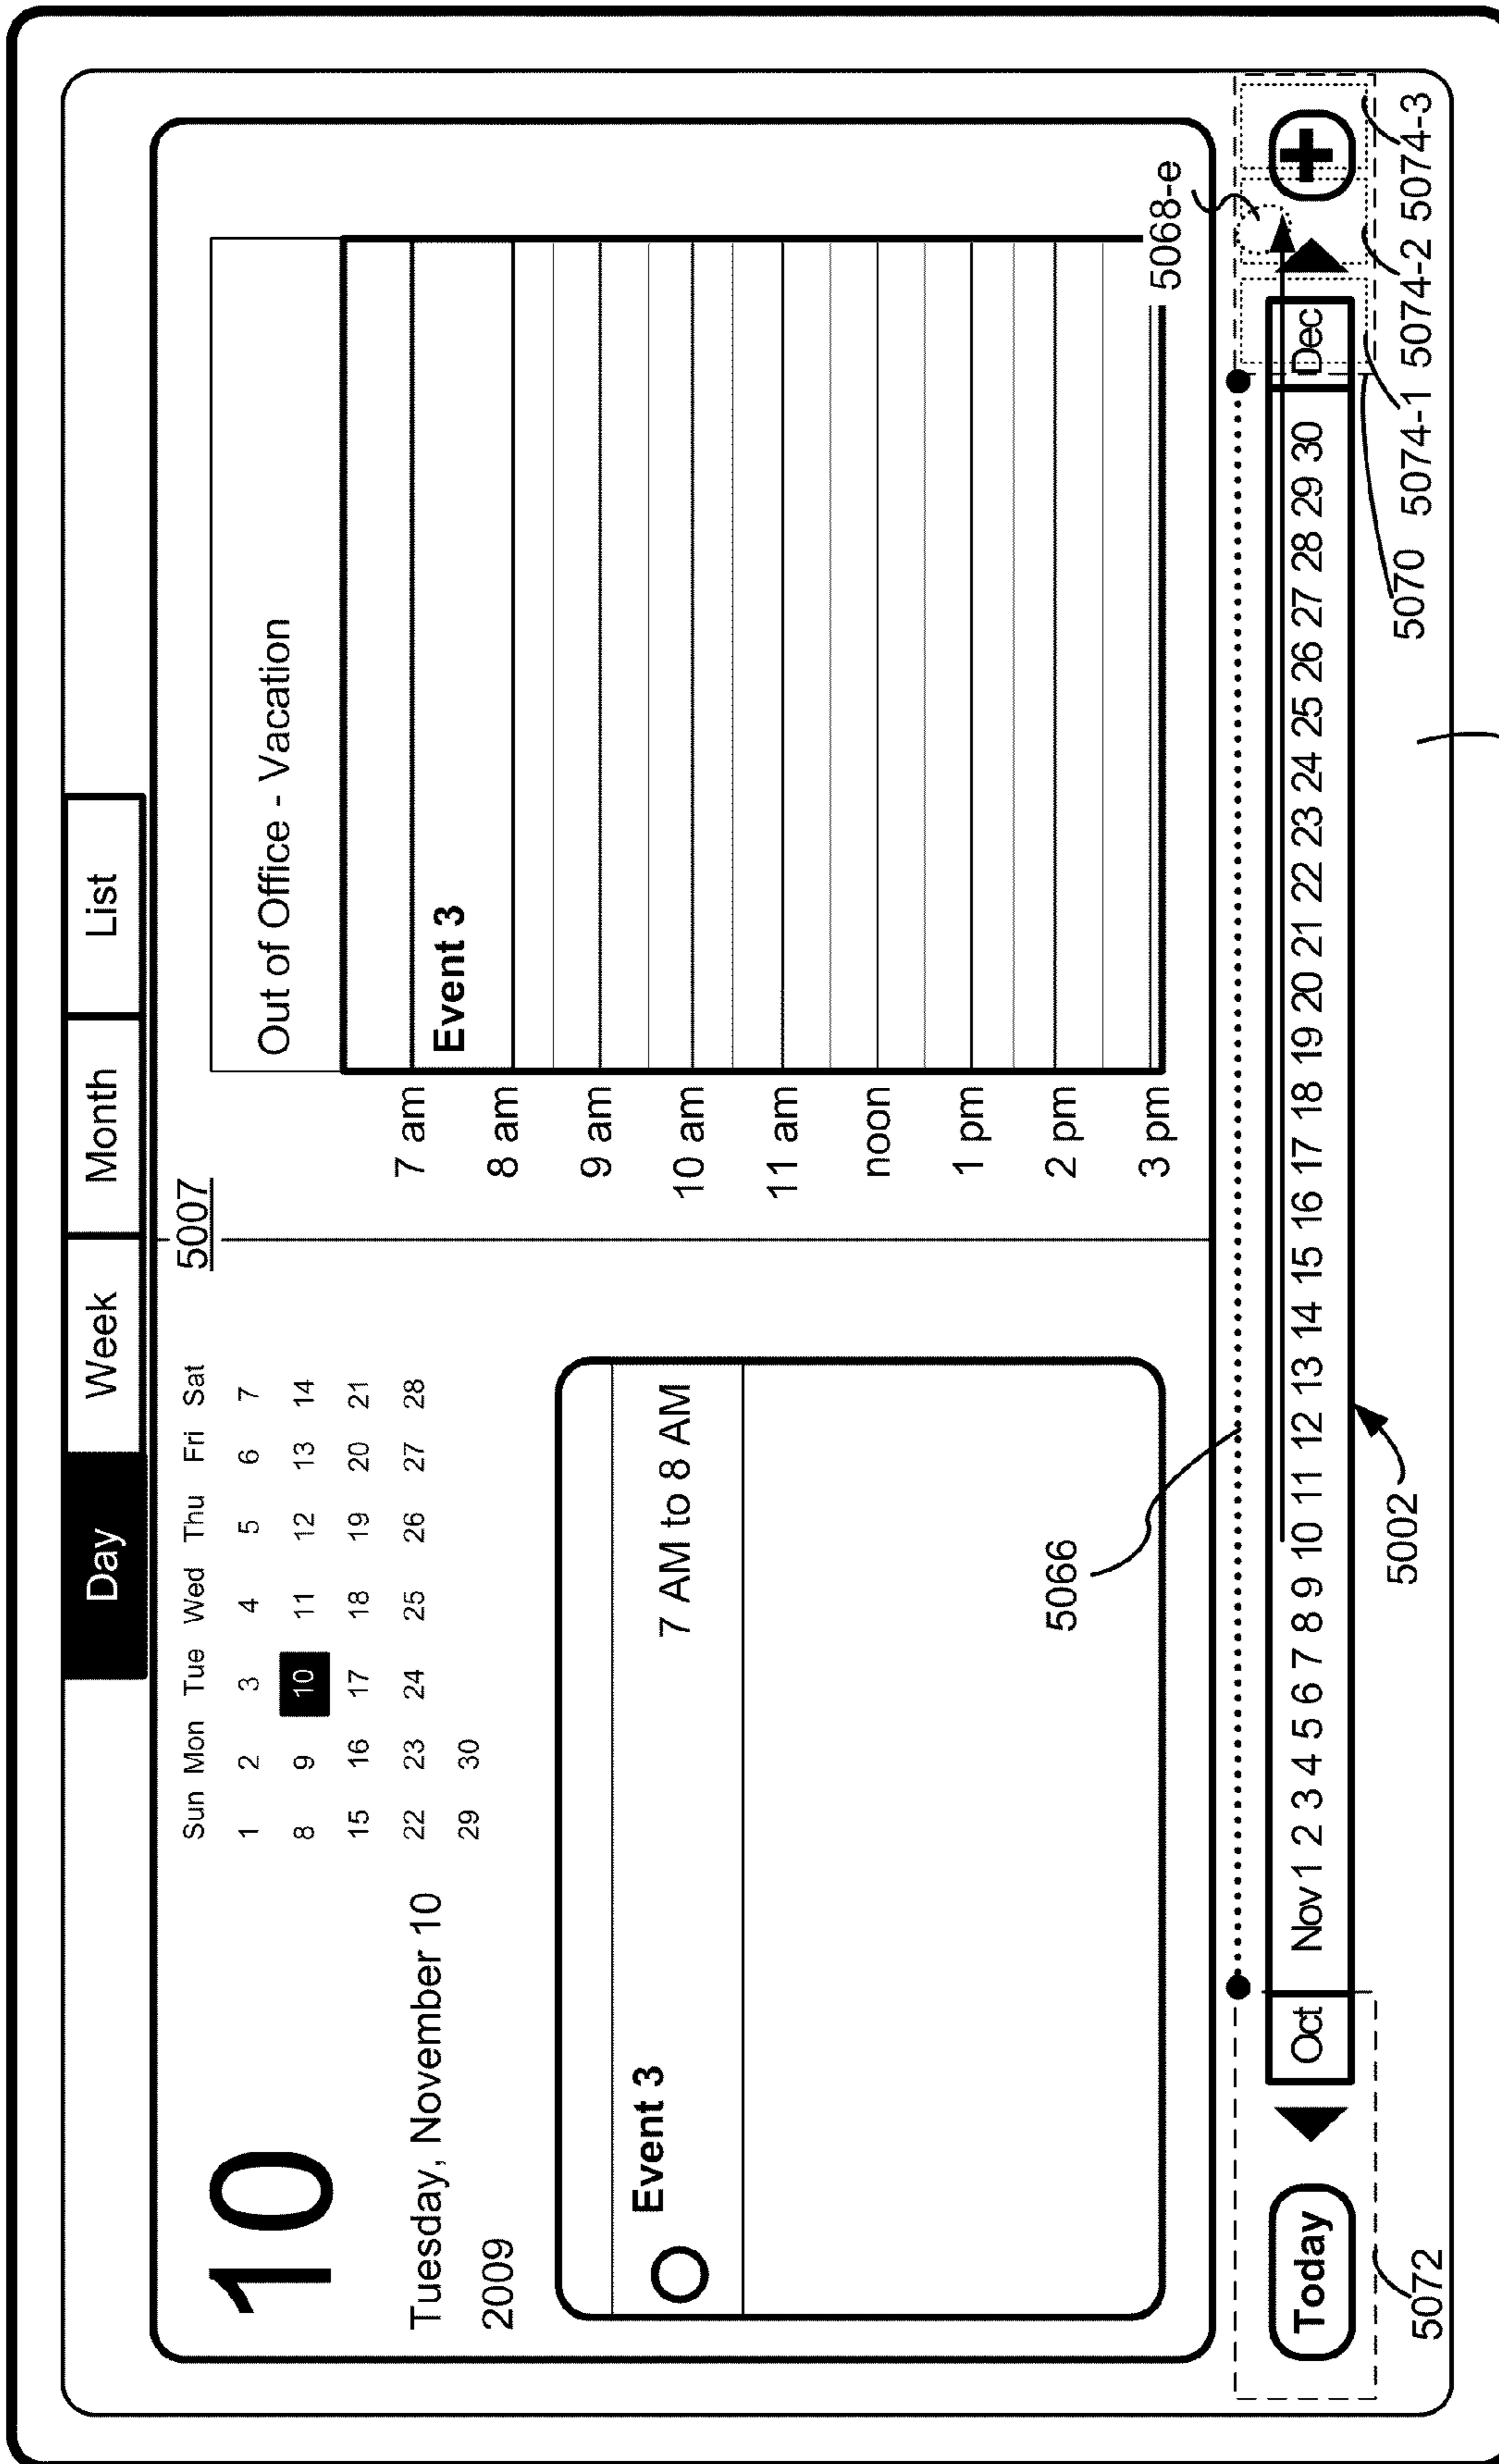 Day Week Month List
10
Tuesday, November 10
2009
Sun Mon Tue Wed Thu Fri Sat
1 2 3 4 5 6 7
8 9 10 11 12 13 14
15 16 17 18 19 20 21
22 23 24 25 26 27 28
29 30
Event 3
7 AM to 8 AM
5066
5007
Out of Office - Vacation
7 am
Event 3
8 am
9 am
10 am
11 am
noon
1 pm
2 pm
3 pm
5068-e
Today Oct Nov 1 2 3 4 5 6 7 8 9 10 11 12 13 14 15 16 17 18 19 20 21 22 23 24 25 26 27 28 29 30 Dec +
5072 5002 5070 5074-1 5074-2 5074-3